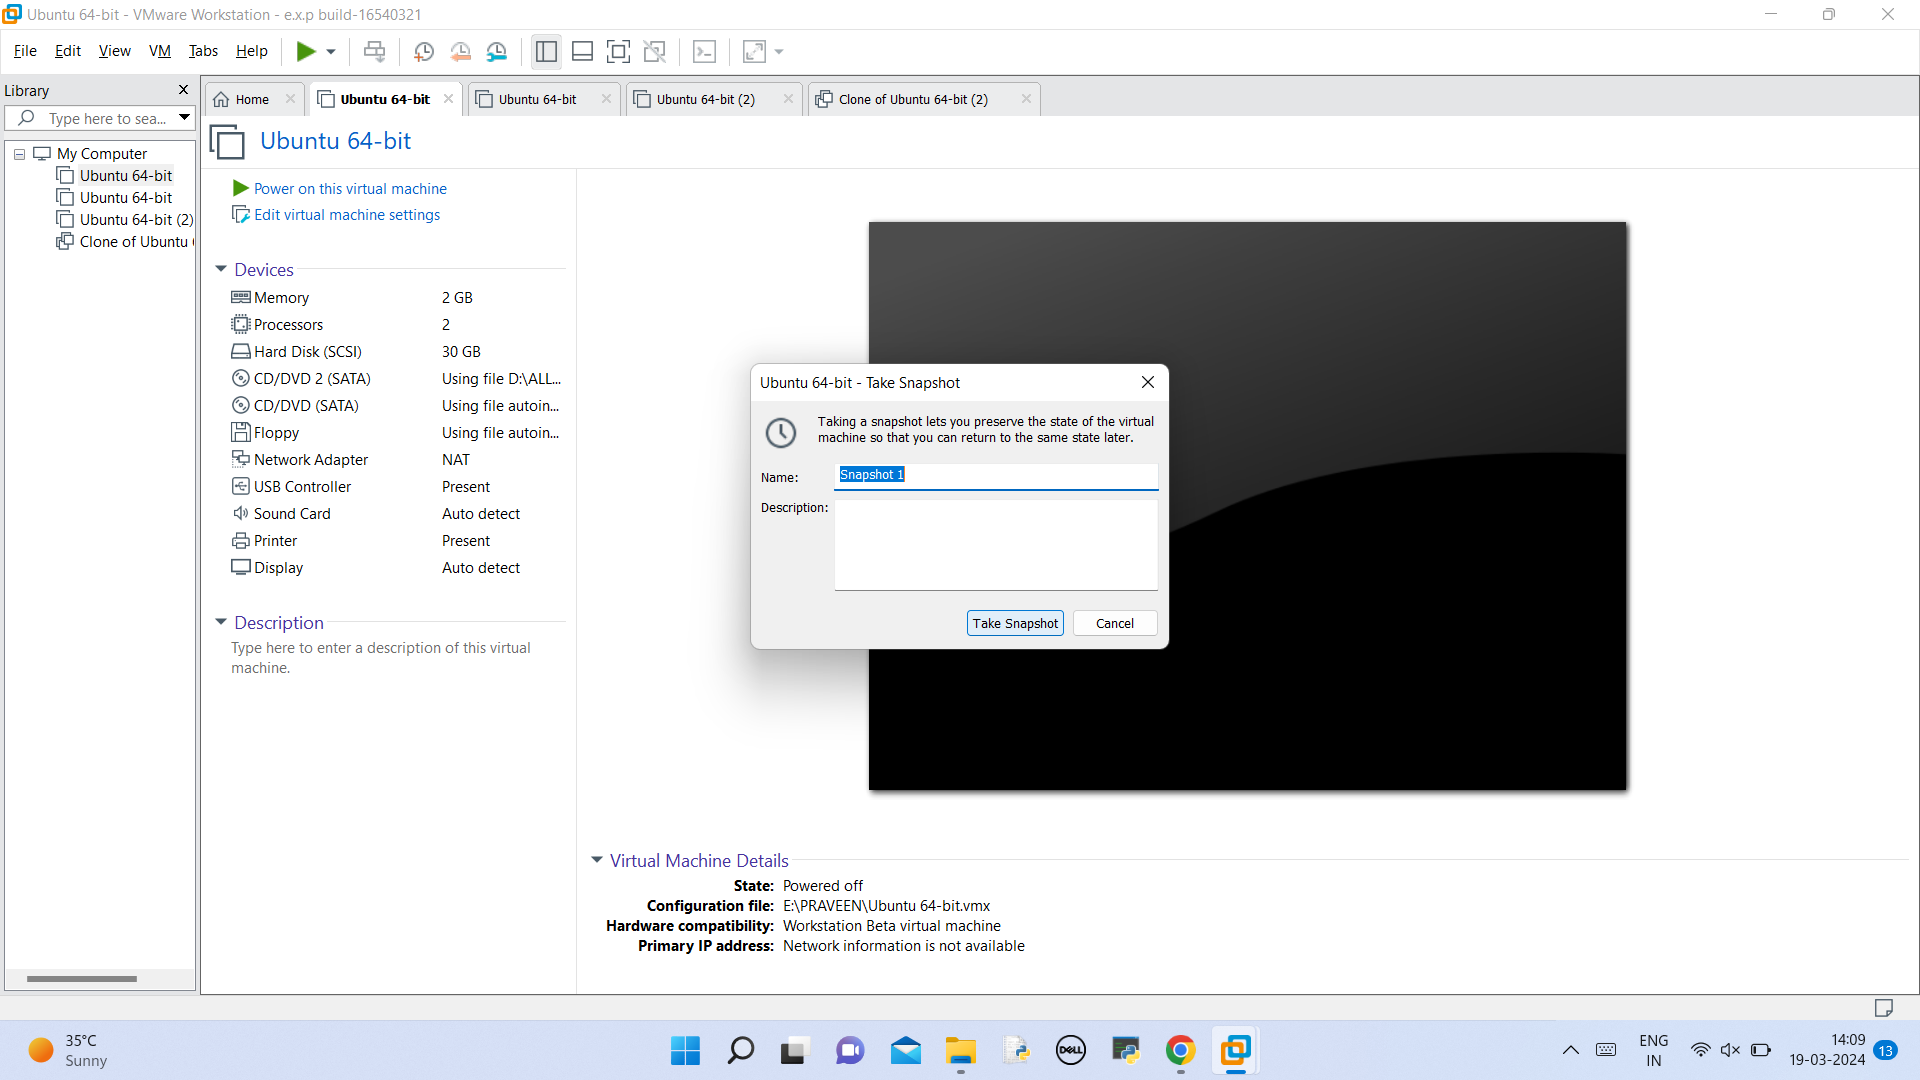 Ubuntu 64-bit - VMware Workstation - e.x.p build-16540321
File Edit View VM Tabs Help
Library
Type here to sea...
My Computer
Ubuntu 64-bit
Ubuntu 64-bit
Ubuntu 64-bit (2)
Clone of Ubuntu
Home
Ubuntu 64-bit
Ubuntu 64-bit
Ubuntu 64-bit (2)
Clone of Ubuntu 64-bit (2)
Ubuntu 64-bit
Power on this virtual machine
Edit virtual machine settings
Devices
Memory 2 GB
Processors 2
Hard Disk (SCSI) 30 GB
CD/DVD 2 (SATA) Using file D:\ALL...
CD/DVD (SATA) Using file autoin...
Floppy Using file autoin...
Network Adapter NAT
USB Controller Present
Sound Card Auto detect
Printer Present
Display Auto detect
Description
Type here to enter a description of this virtual
machine.
Ubuntu 64-bit - Take Snapshot
Taking a snapshot lets you preserve the state of the virtual
machine so that you can return to the same state later.
Name: Snapshot 1
Description:
Take Snapshot Cancel
Virtual Machine Details
State: Powered off
Configuration file: E:\PRAVEEN\Ubuntu 64-bit.vmx
Hardware compatibility: Workstation Beta virtual machine
Primary IP address: Network information is not available
35°C
Sunny
DELL
ENG
IN
14:09
19-03-2024
13